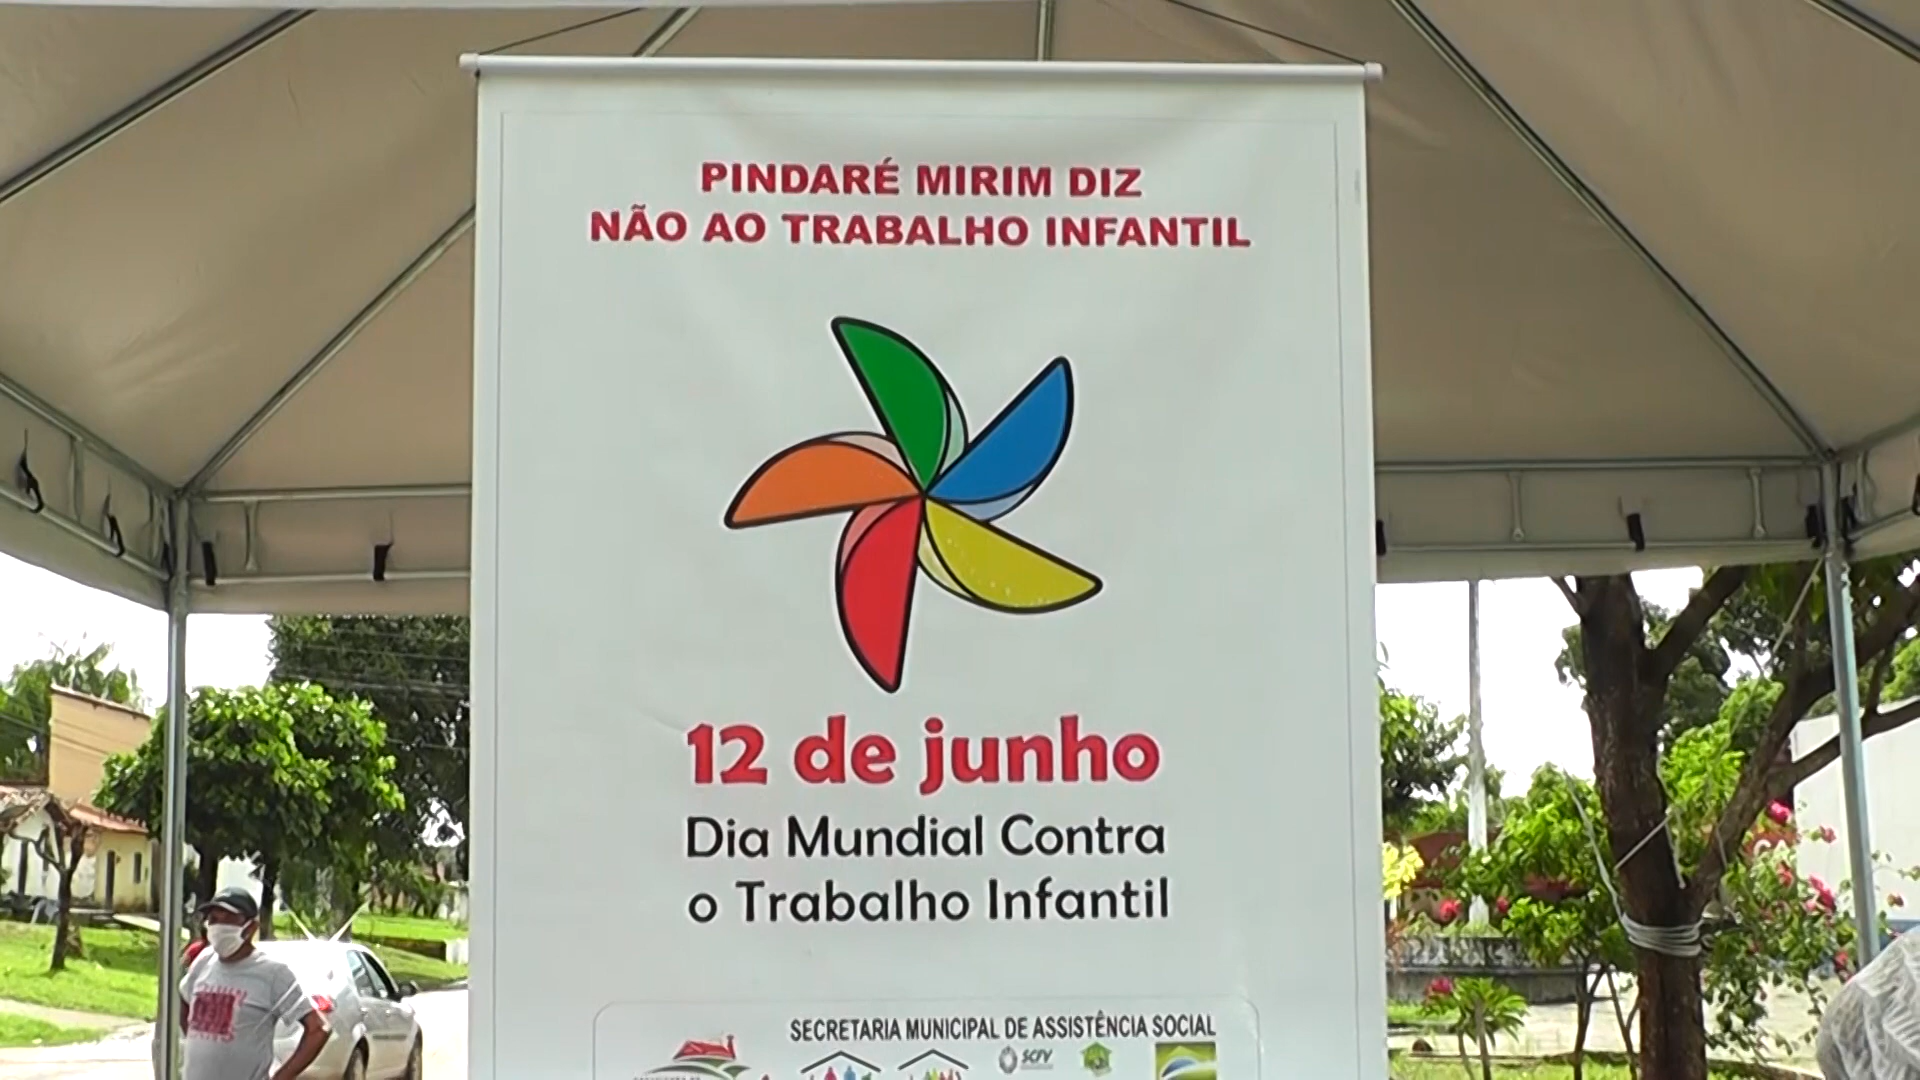 PINDARÉ MIRIM DIZ
NÃO AO TRABALHO INFANTIL
12 de junho
Dia Mundial Contra
o Trabalho Infantil
SECRETARIA MUNICIPAL DE ASSISTÊNCIA SOCIAL
SCFV